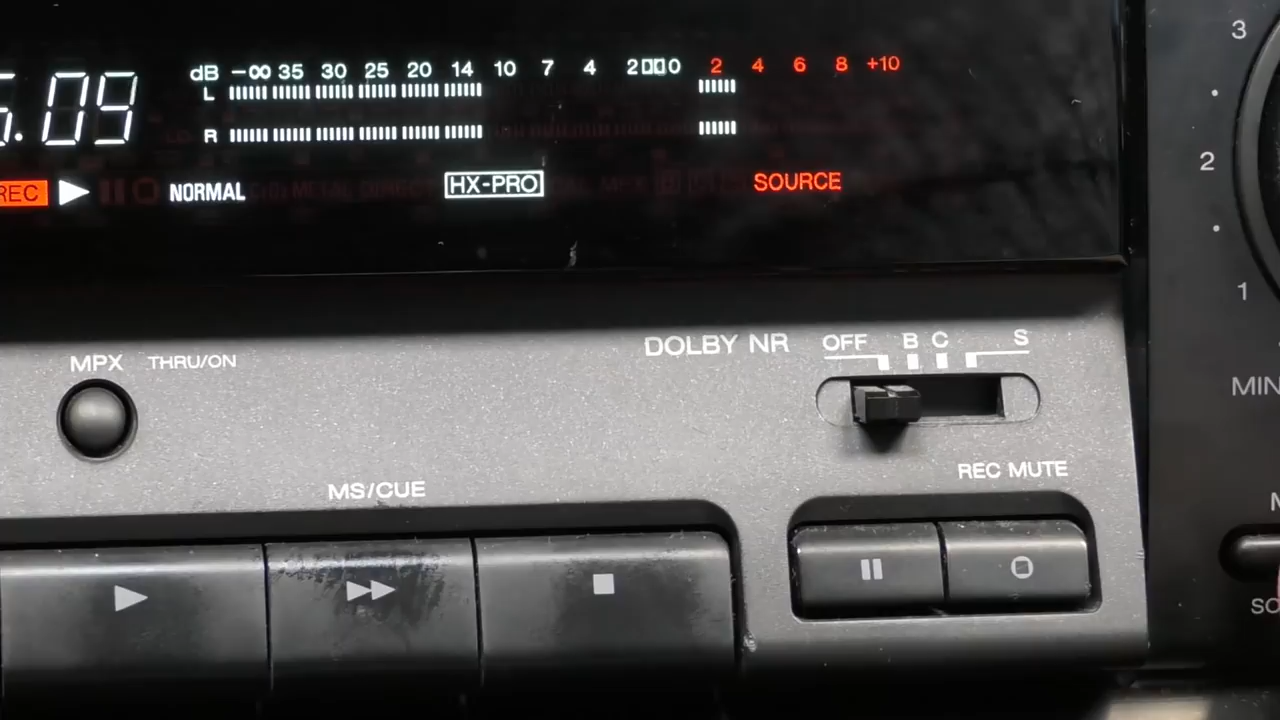 3
dB −∞ 35 30 25 20 14 10 7 4 2 0 2 4 6 8 +10
L
.09
R
2
REC NORMAL HX-PRO SOURCE
1
DOLBY NR OFF B C S
MPX THRU/ON
MIN
REC MUTE
MS/CUE